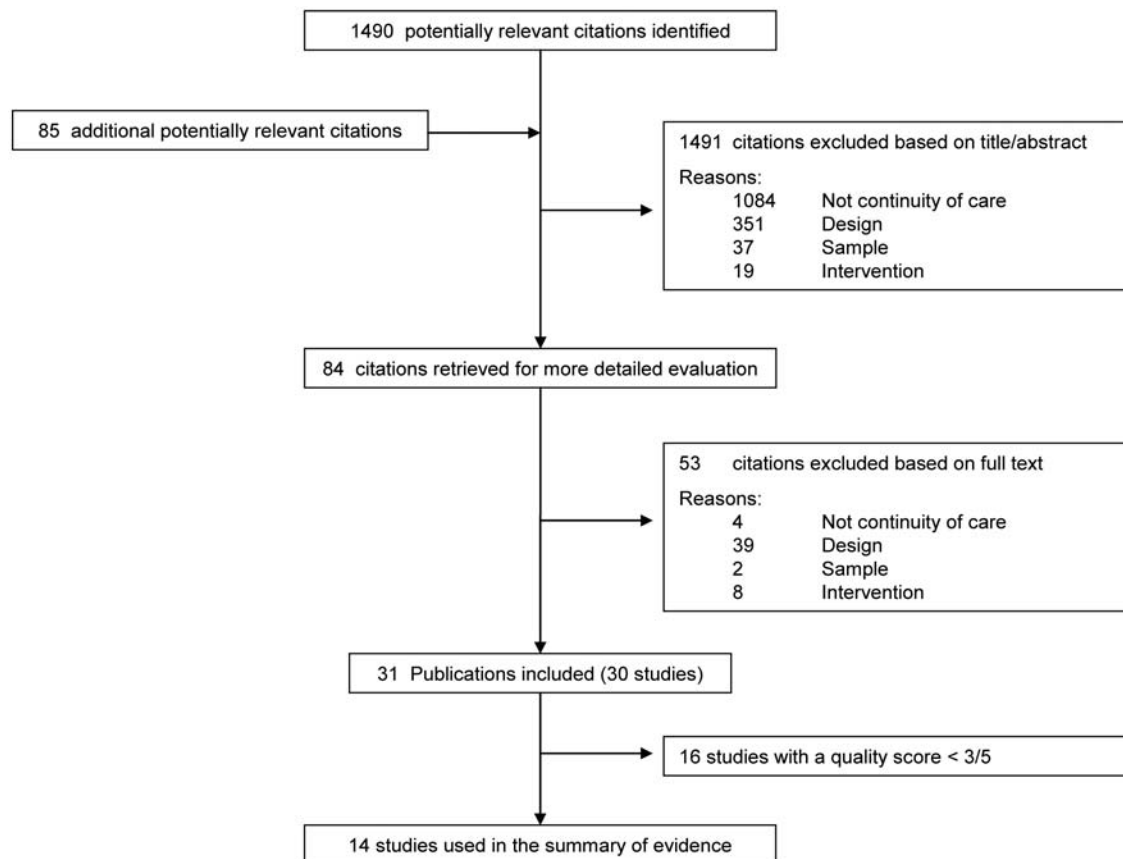 1490 potentially relevant citations identified
85 additional potentially relevant citations
1491 citations excluded based on title/abstract
Reasons:
1084 Not continuity of care
351 Design
37 Sample
19 Intervention
84 citations retrieved for more detailed evaluation
53 citations excluded based on full text
Reasons:
4 Not continuity of care
39 Design
2 Sample
8 Intervention
31 Publications included (30 studies)
16 studies with a quality score < 3/5
14 studies used in the summary of evidence